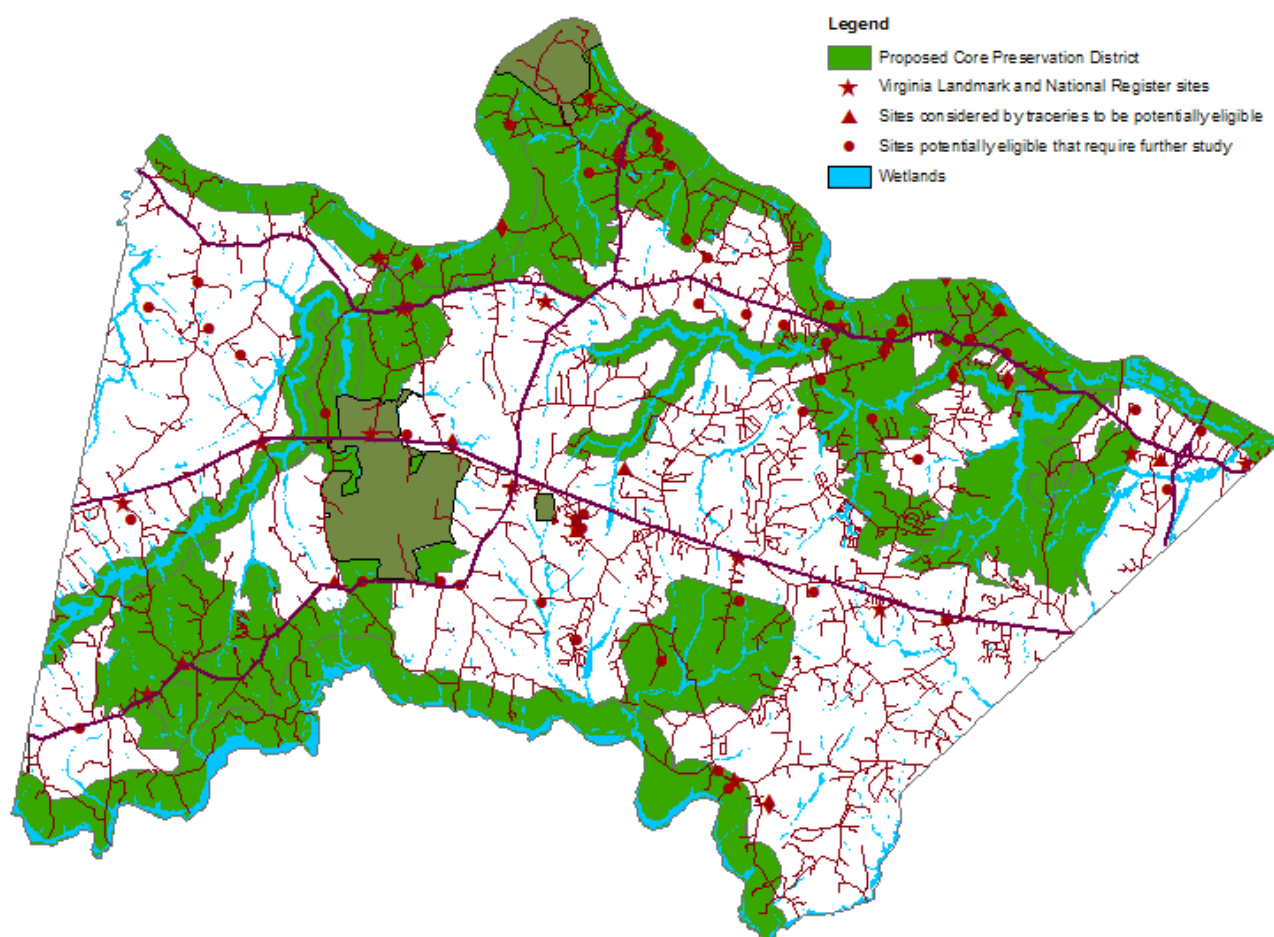 Legend
Proposed Core Preservation District
Virginia Landmark and National Register sites
Sites considered by traceries to be potentially eligible
Sites potentially eligible that require further study
Wetlands